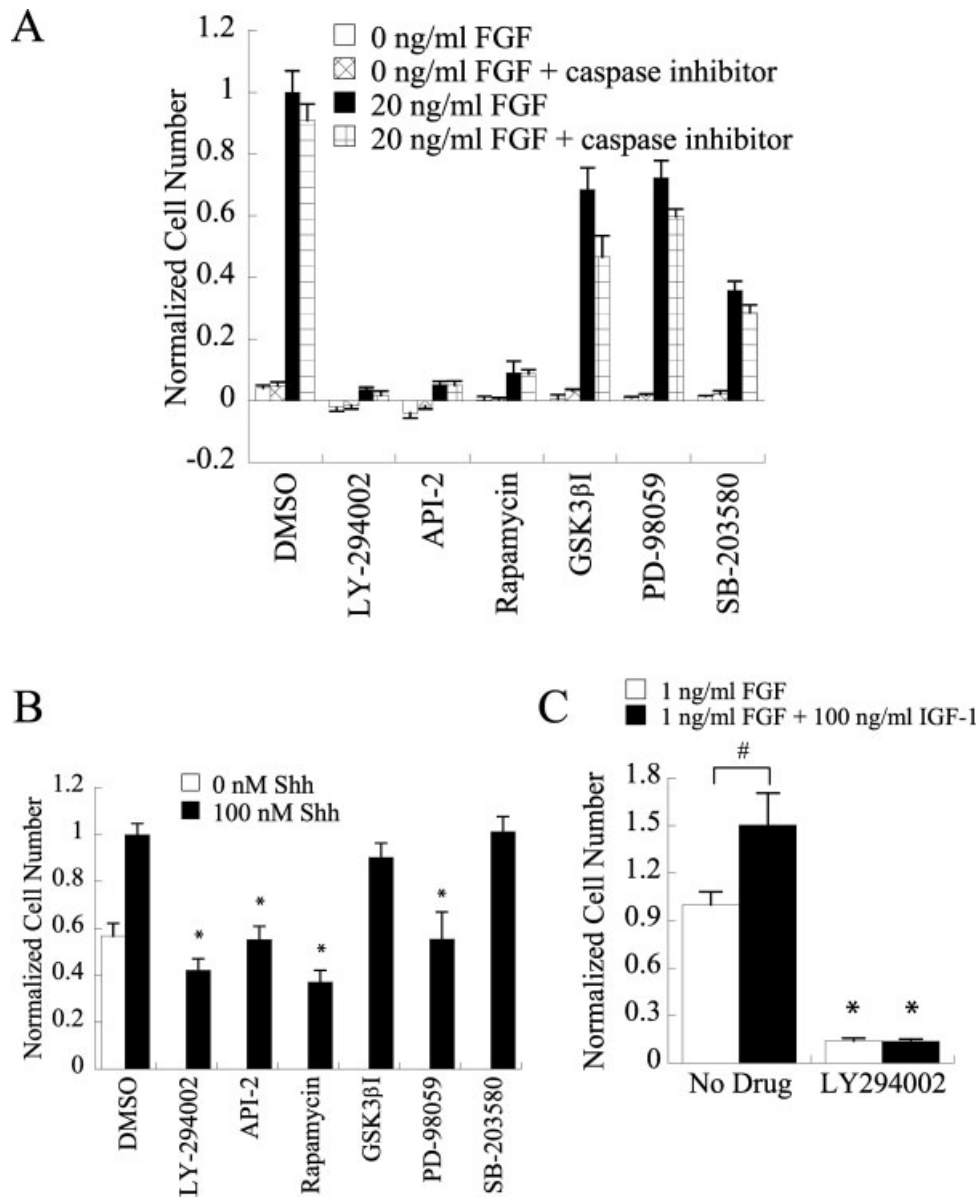 A
1.2
1
0.8
0.6
0.4
0.2
0
-0.2
Normalized Cell Number
0 ng/ml FGF
0 ng/ml FGF + caspase inhibitor
20 ng/ml FGF
20 ng/ml FGF + caspase inhibitor
DMSO
LY-294002
API-2
Rapamycin
GSK3βI
PD-98059
SB-203580
B
1.2
1
0.8
0.6
0.4
0.2
0
Normalized Cell Number
0 nM Shh
100 nM Shh
*
*
*
*
DMSO
LY-294002
API-2
Rapamycin
GSK3βI
PD-98059
SB-203580
C
1 ng/ml FGF
1 ng/ml FGF + 100 ng/ml IGF-1
#
1.8
1.5
1.2
0.9
0.6
0.3
0
Normalized Cell Number
* *
No Drug LY294002